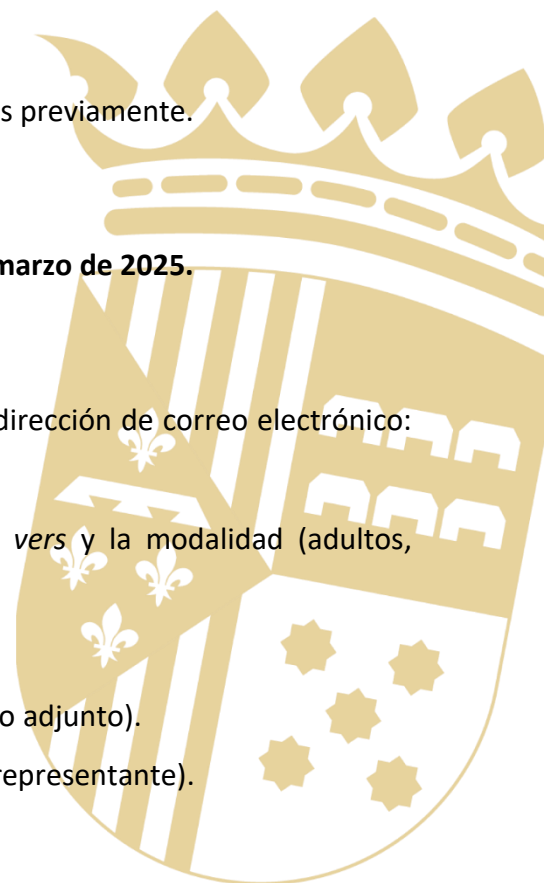 s previamente.
marzo de 2025.
dirección de correo electrónico:
vers y la modalidad (adultos,
o adjunto).
representante).